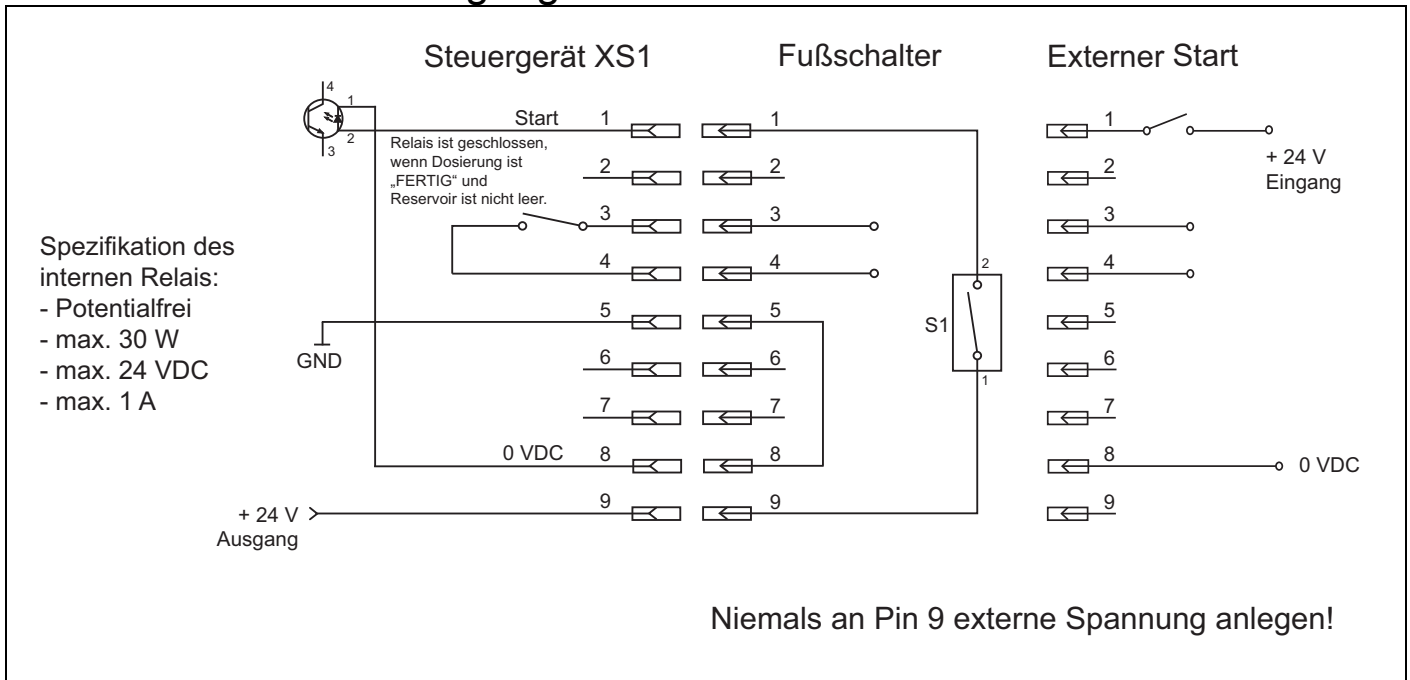 Steuergerät XS1
Fußschalter
Externer Start
4
1
2
3
Start
1
1
1
+ 24 V
Eingang
Relais ist geschlossen,
wenn Dosierung ist
„FERTIG“ und
Reservoir ist nicht leer.
2
2
2
3
3
3
4
4
4
Spezifikation des
internen Relais:
- Potentialfrei
- max. 30 W
- max. 24 VDC
- max. 1 A
GND
5
5
5
2
S1
1
6
6
6
7
7
7
0 VDC
8
8
8
0 VDC
+ 24 V
Ausgang
9
9
9
Niemals an Pin 9 externe Spannung anlegen!